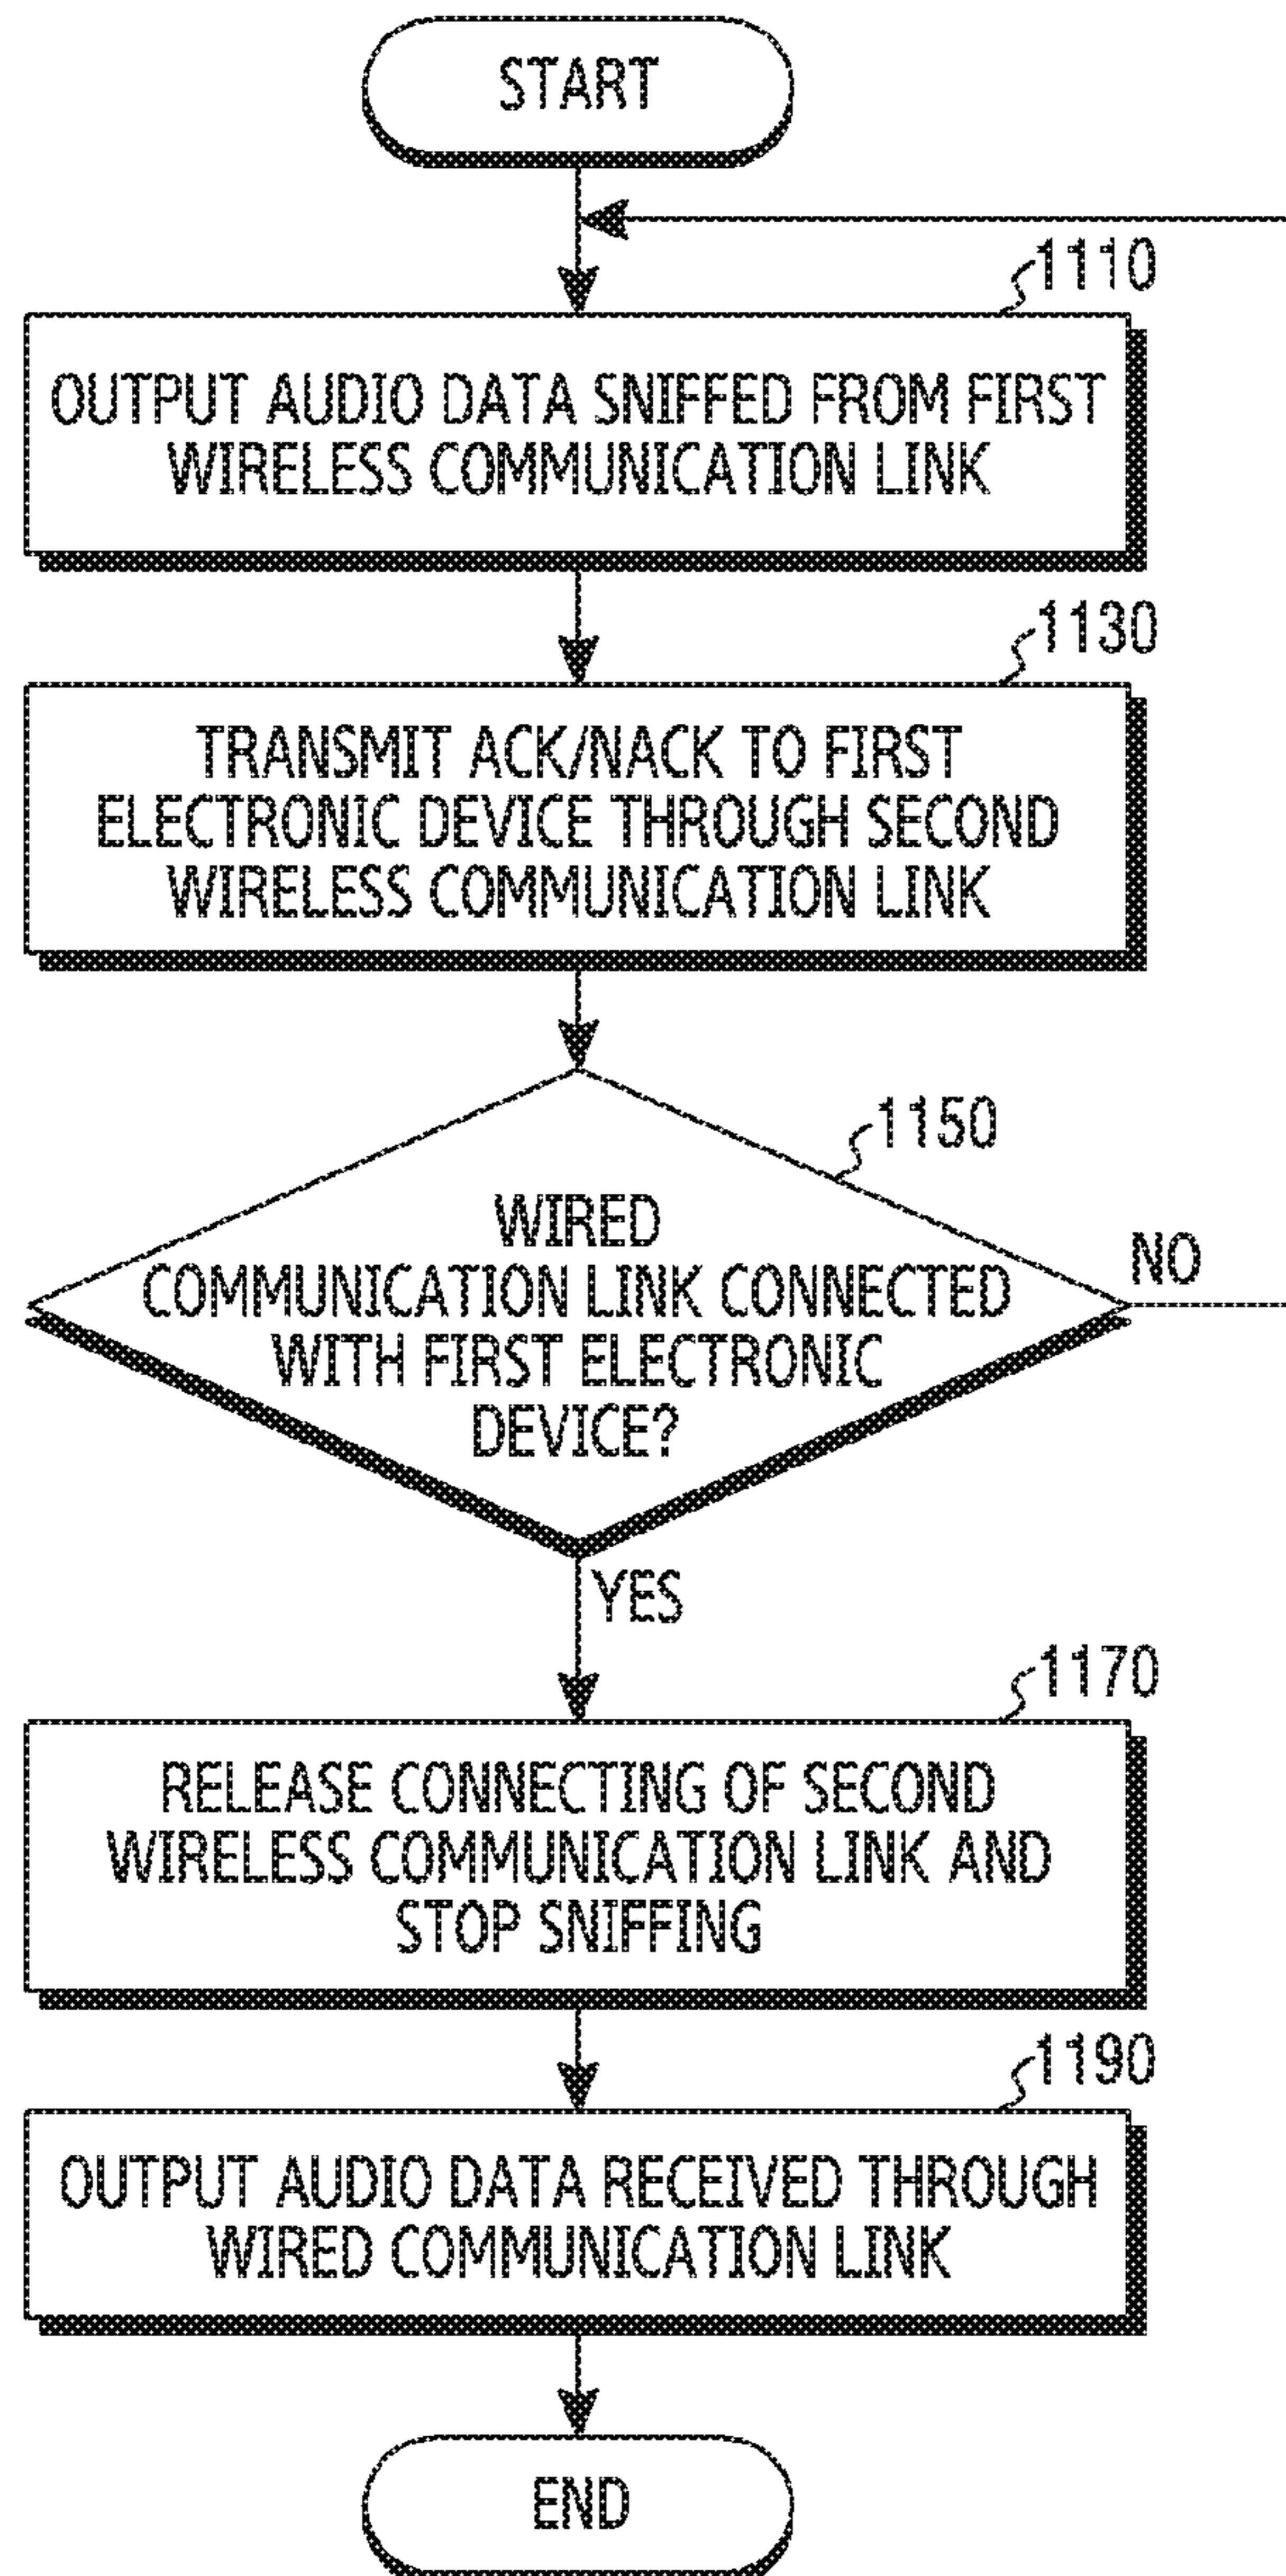 START
1110
OUTPUT AUDIO DATA SNIFFED FROM FIRST
WIRELESS COMMUNICATION LINK
1130
TRANSMIT ACK/NACK TO FIRST
ELECTRONIC DEVICE THROUGH SECOND
WIRELESS COMMUNICATION LINK
1150
WIRED
COMMUNICATION LINK CONNECTED
WITH FIRST ELECTRONIC
DEVICE?
NO
YES
1170
RELEASE CONNECTING OF SECOND
WIRELESS COMMUNICATION LINK AND
STOP SNIFFING
1190
OUTPUT AUDIO DATA RECEIVED THROUGH
WIRED COMMUNICATION LINK
END